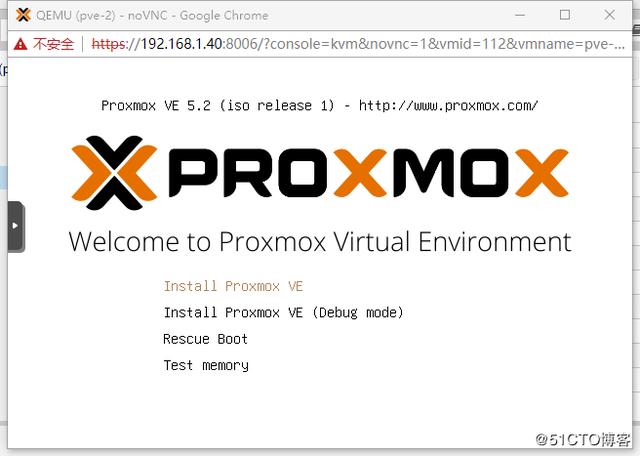 QEMU (pve-2) - noVNC - Google Chrome
不安全 https://192.168.1.40:8006/?console=kvm&novnc=1&vmid=112&vmname=pve-...
Proxmox VE 5.2 (iso release 1) - http://www.proxmox.com/
PROXMOX
Welcome to Proxmox Virtual Environment
Install Proxmox VE
Install Proxmox VE (Debug mode)
Rescue Boot
Test memory
@51CTO博客